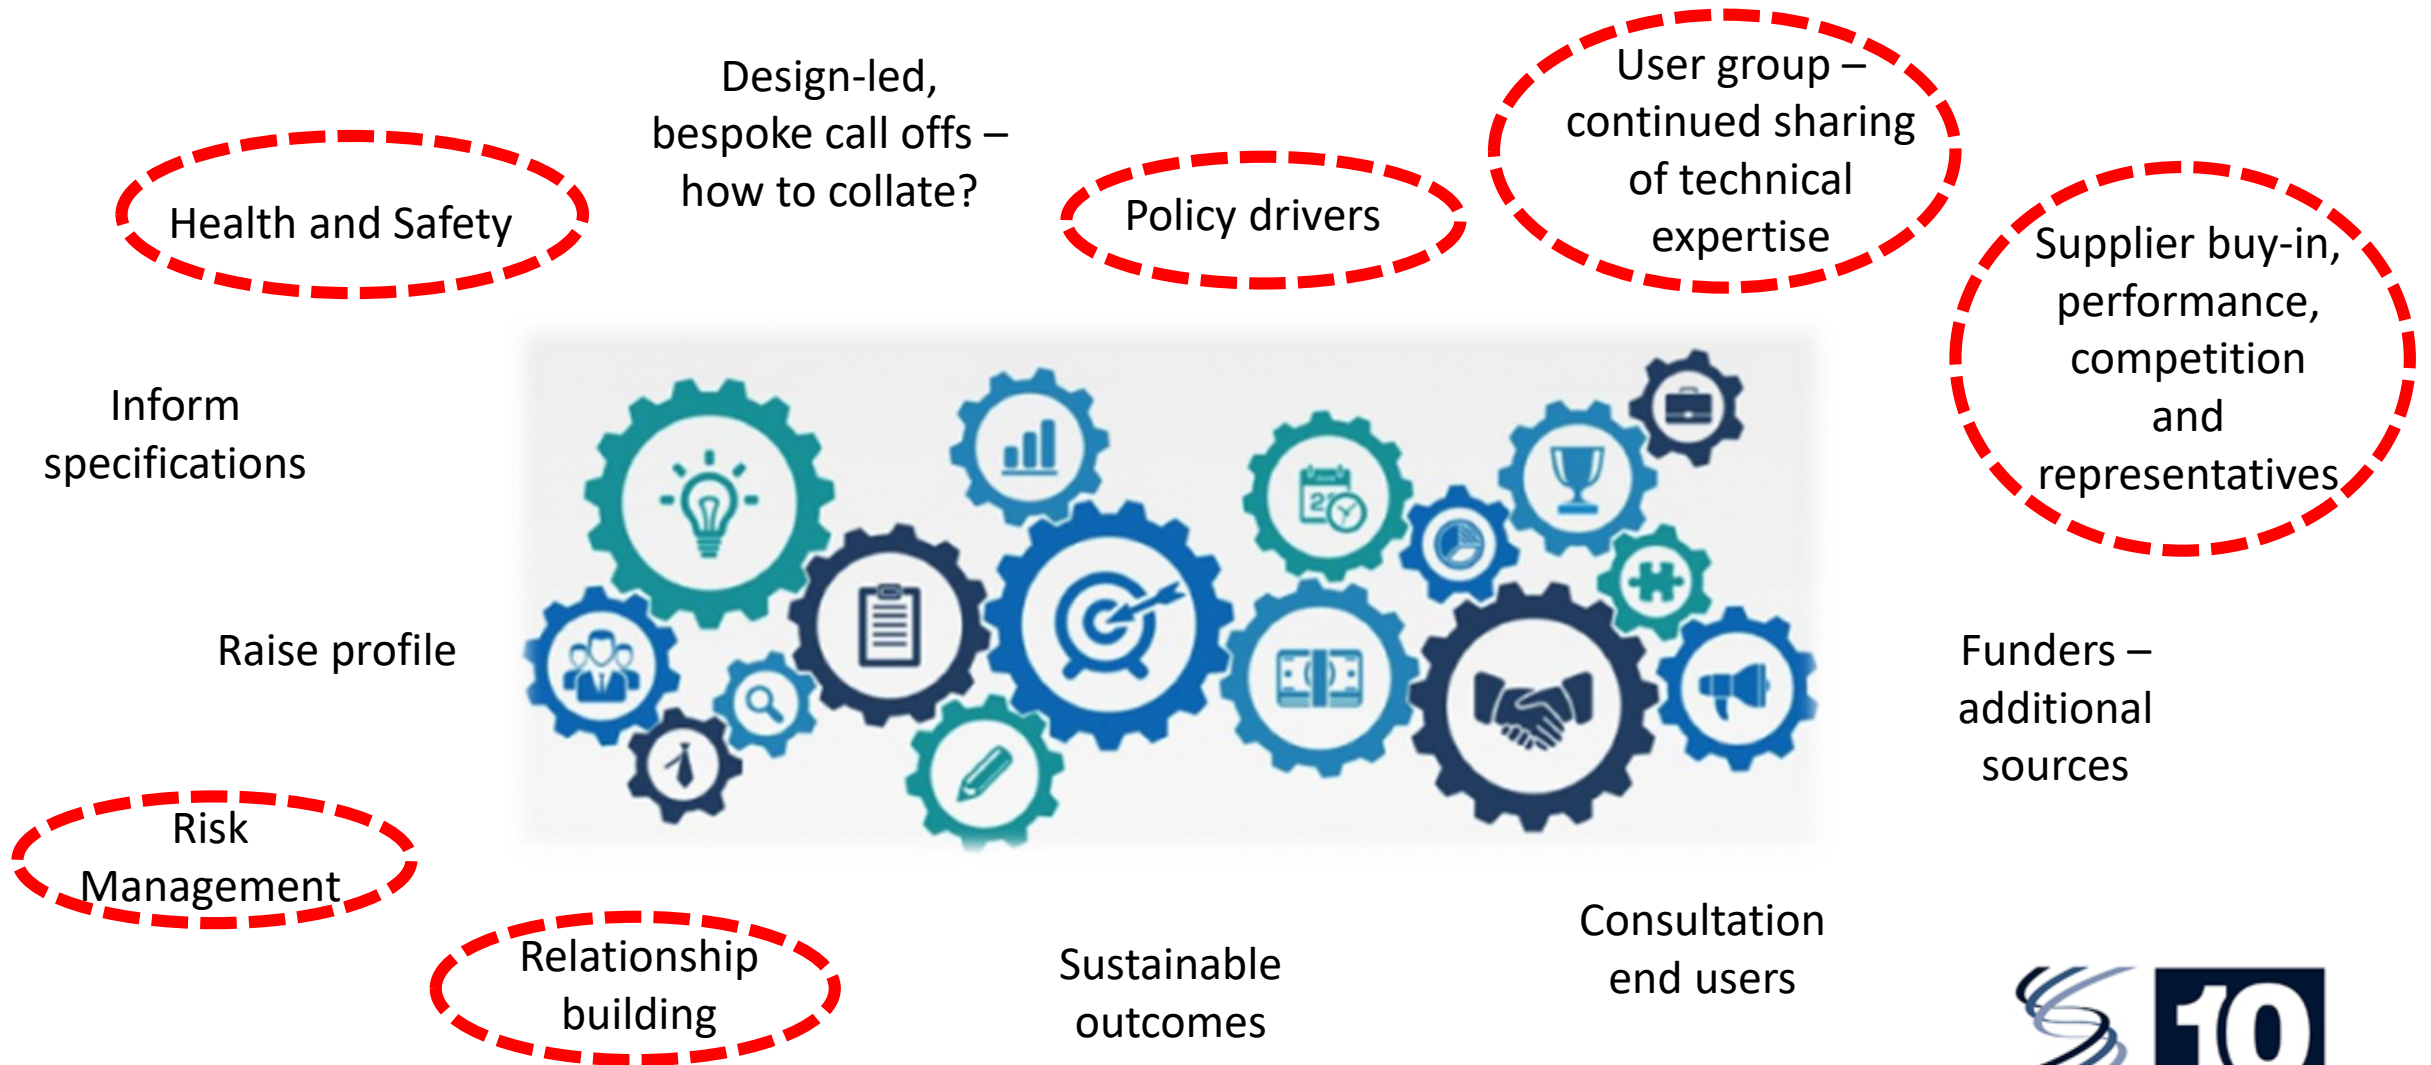 Design-led,
bespoke call offs –
how to collate?
User group –
continued sharing
of technical
expertise
Health and Safety
Policy drivers
Supplier buy-in,
performance,
competition
and
representatives
Inform
specifications
Raise profile
Funders –
additional
sources
Risk
Management
Relationship
building
Sustainable
outcomes
Consultation
end users
10